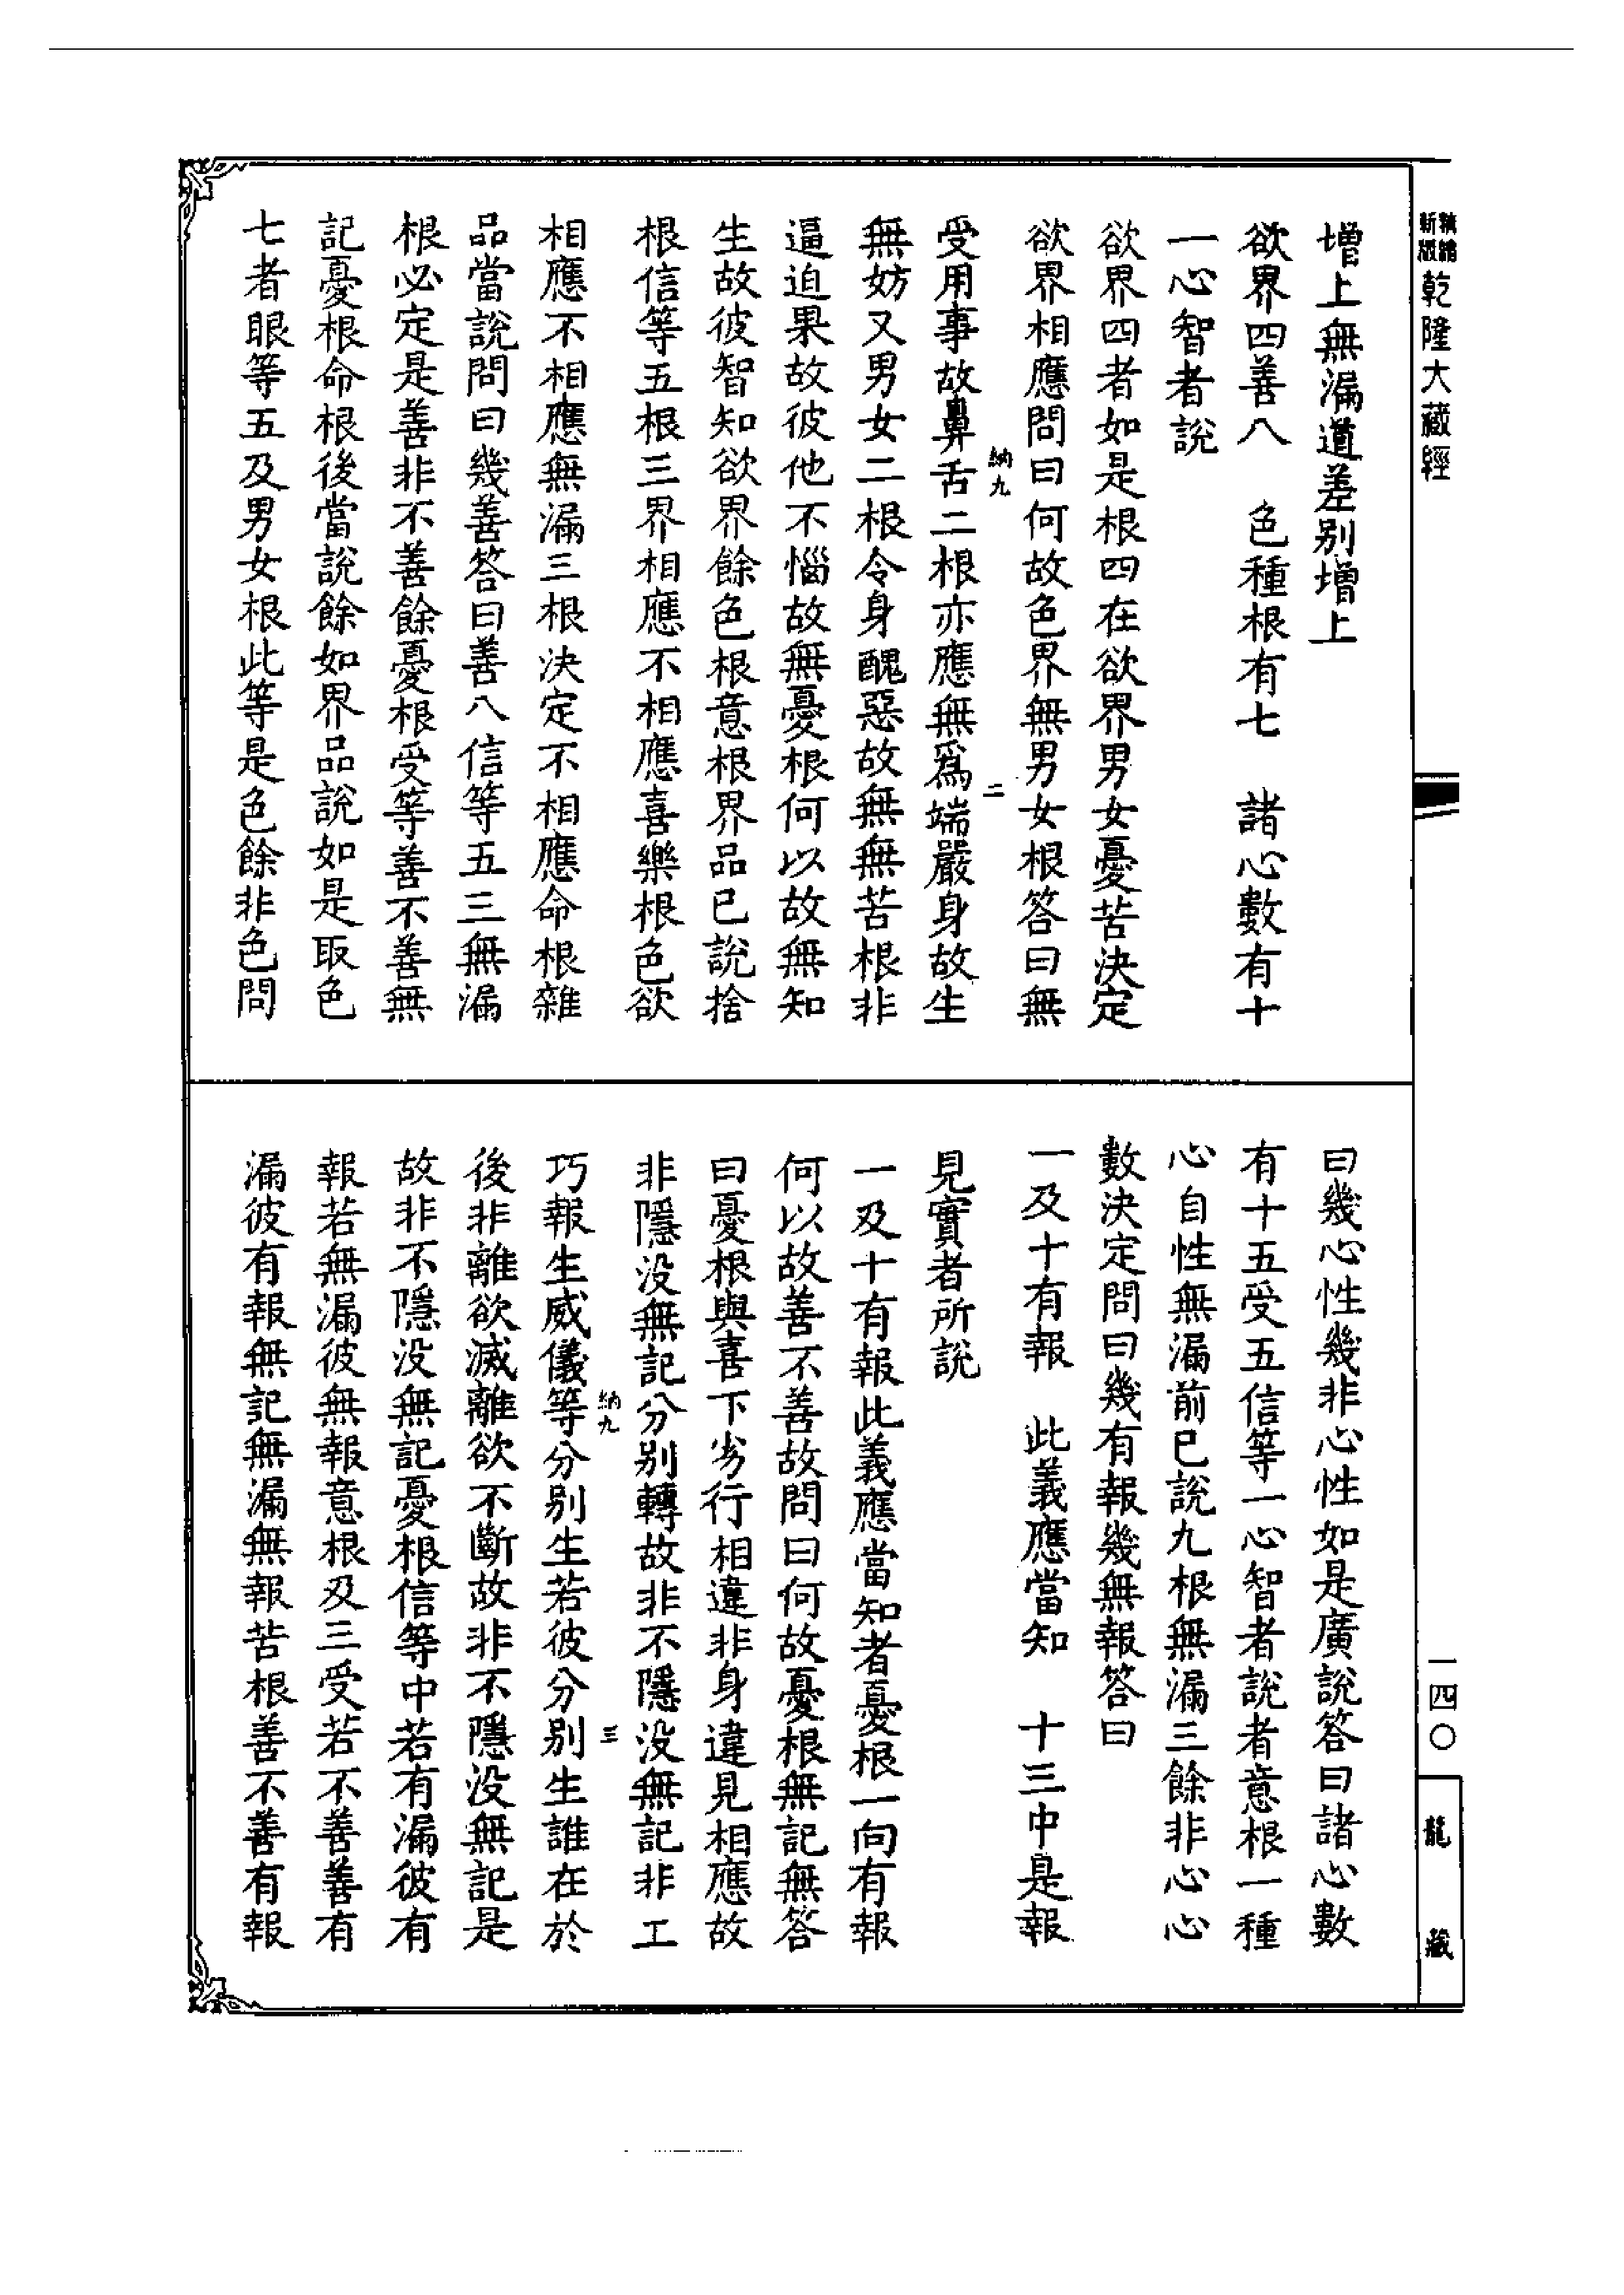 新編
新版
乾隆大藏經
增上無漏道差别增上
欲界四善八　色種根有七　諸心數有十
一心智者說
欲界四者如是根四在欲界男女憂苦決定
欲界相應問曰何故色界無男女根答曰無
納九
二
受用事故鼻舌二根亦應無爲端嚴身故生
無妨又男女二根令身醜惡故無無苦根非
逼迫果故彼他不惱故無憂根何以故無知
生故彼智知欲界餘色根意根界品已說捨
根信等五根三界相應不相應喜樂根色欲
相應不相應無漏三根決定不相應命根雜
品當說問曰幾善答曰善八信等五三無漏
根必定是善非不善餘憂根受等善不善無
記憂根命根後當說餘如界品說如是取色
七者眼等五及男女根此等是色餘非色問
曰幾心性幾非心性如是廣說答曰諸心數
有十五受五信等一心智者說者意根一種
心自性無漏前已說九根無漏三餘非心心
數決定問曰幾有報幾無報答曰
一及十有報　此義應當知　十三中是報
見實者所說
一及十有報此義應當知者憂根一向有報
何以故善不善故問曰何故憂根無記無答
曰憂根與喜下劣行相違非身違見相應故
非隱没無記分别轉故非不隱没無記非工
納九
三
巧報生威儀等分别生若彼分别生誰在於
後非離欲滅離欲不斷故非不隱没無記是
故非不隱没無記憂根信等中若有漏彼有
報若無漏彼無報意根及三受若不善善有
漏彼有報無記無漏無報苦根善不善有報
一四〇
龍藏